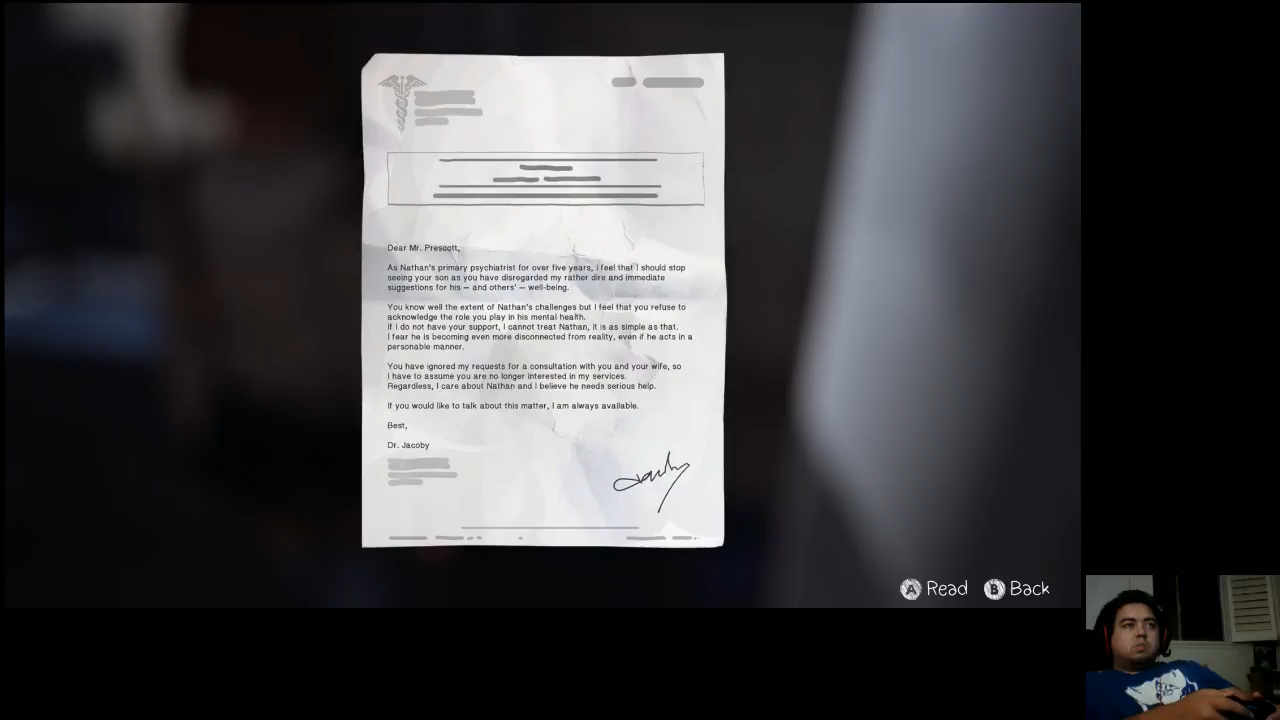 Dear Mr. Prescott,
As Nathan's primary psychiatrist for over five years, I feel that I should stop
seeing your son as you have disregarded my rather dire and immediate
suggestions for his — and others' — well-being.
You know well the extent of Nathan's challenges but I feel that you refuse to
acknowledge the role you play in his mental health.
If I do not have your support, I cannot treat Nathan, it is as simple as that.
I fear he is becoming even more disconnected from reality, even if he acts in a
personable manner.
You have ignored my requests for a consultation with you and your wife, so
I have to assume you are no longer interested in my services.
Regardless, I care about Nathan and I believe he needs serious help.
If you would like to talk about this matter, I am always available.
Best,
Dr. Jacoby
A Read B Back